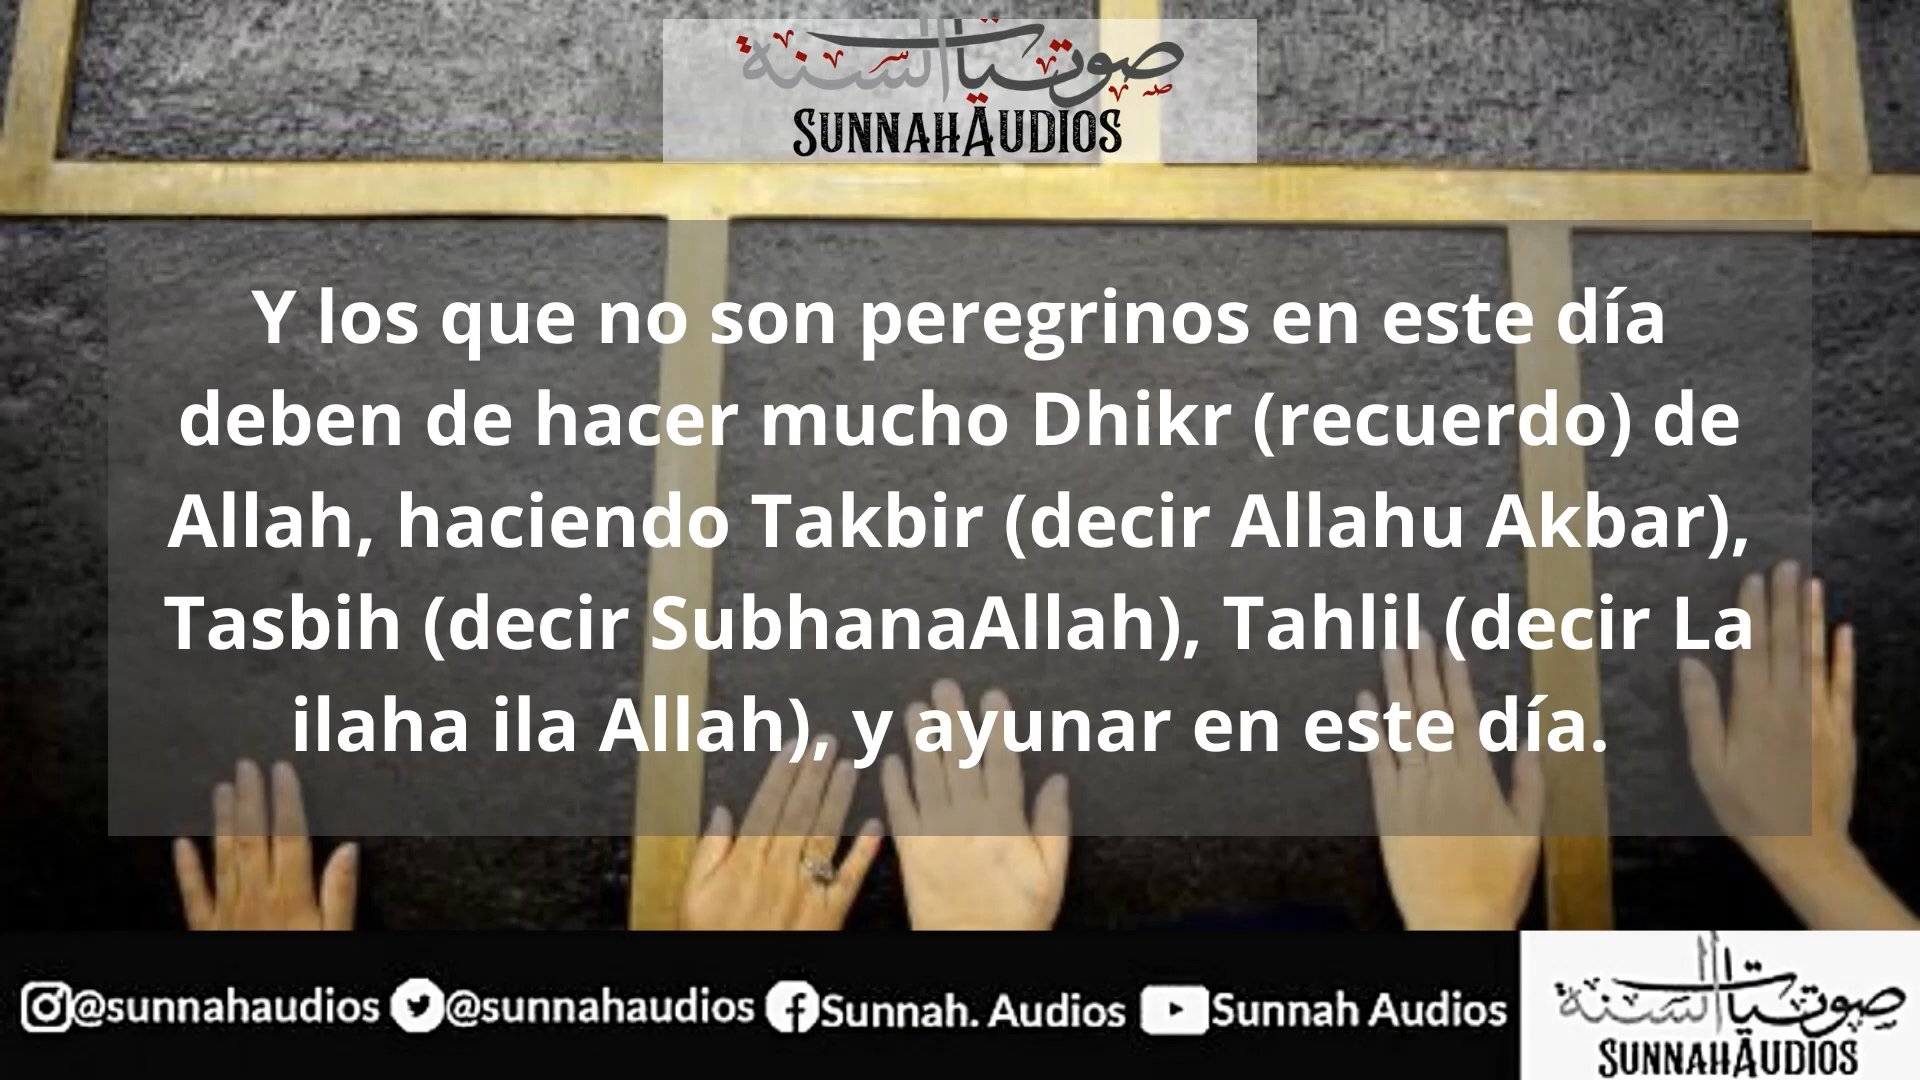 صوتيات السنة
SUNNAHAUDIOS
Y los que no son peregrinos en este día
deben de hacer mucho Dhikr (recuerdo) de
Allah, haciendo Takbir (decir Allahu Akbar),
Tasbih (decir SubhanaAllah), Tahlil (decir La
ilaha ila Allah), y ayunar en este día.
@sunnahaudios @sunnahaudios Sunnah. Audios Sunnah Audios
صوتيات السنة
SUNNAHAUDIOS